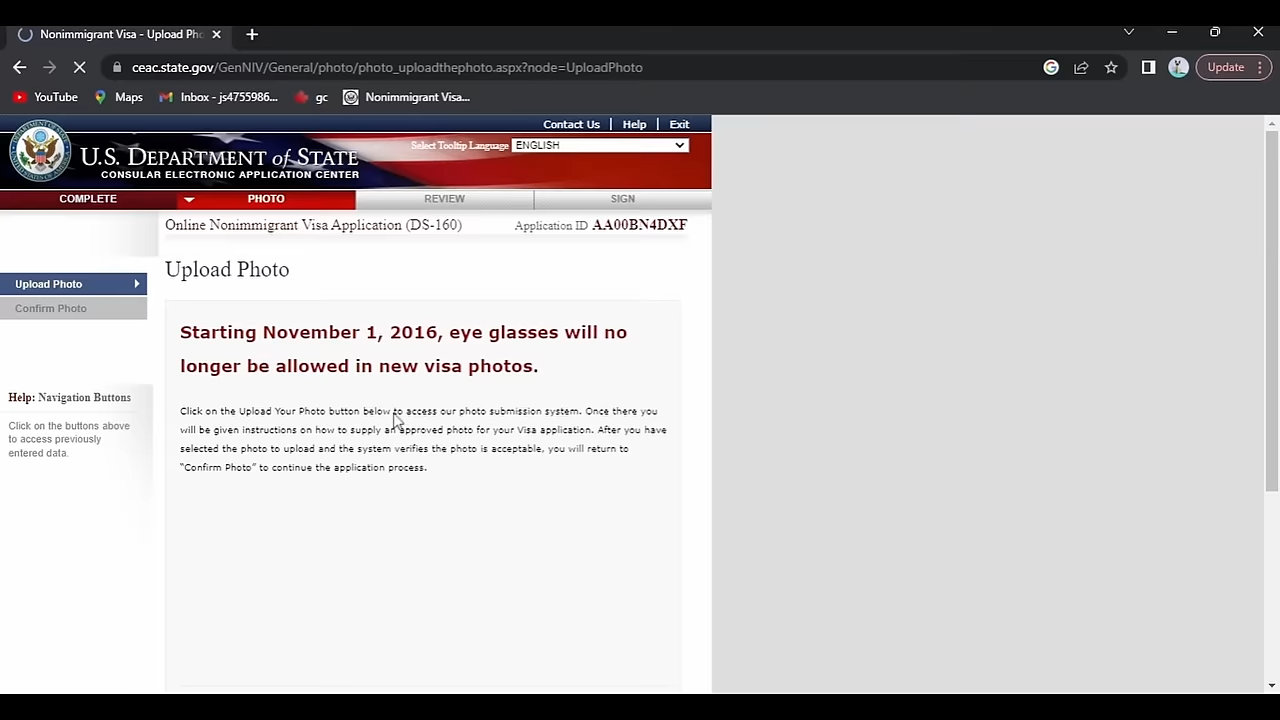 Nonimmigrant Visa - Upload Pho
ceac.state.gov/GenNIV/General/photo/photo_uploadthephoto.aspx?node=UploadPhoto
Update
YouTube
Maps
Inbox - js4755986...
gc
Nonimmigrant Visa...
Contact Us | Help | Exit
Select Tooltip Language ENGLISH
U.S. DEPARTMENT of STATE
CONSULAR ELECTRONIC APPLICATION CENTER
COMPLETE
PHOTO
REVIEW
SIGN
Online Nonimmigrant Visa Application (DS-160)
Application ID AA00BN4DXF
Upload Photo
Upload Photo
Confirm Photo
Starting November 1, 2016, eye glasses will no
longer be allowed in new visa photos.
Help: Navigation Buttons
Click on the buttons above
to access previously
entered data.
Click on the Upload Your Photo button below to access our photo submission system. Once there you
will be given instructions on how to supply an approved photo for your Visa application. After you have
selected the photo to upload and the system verifies the photo is acceptable, you will return to
"Confirm Photo" to continue the application process.